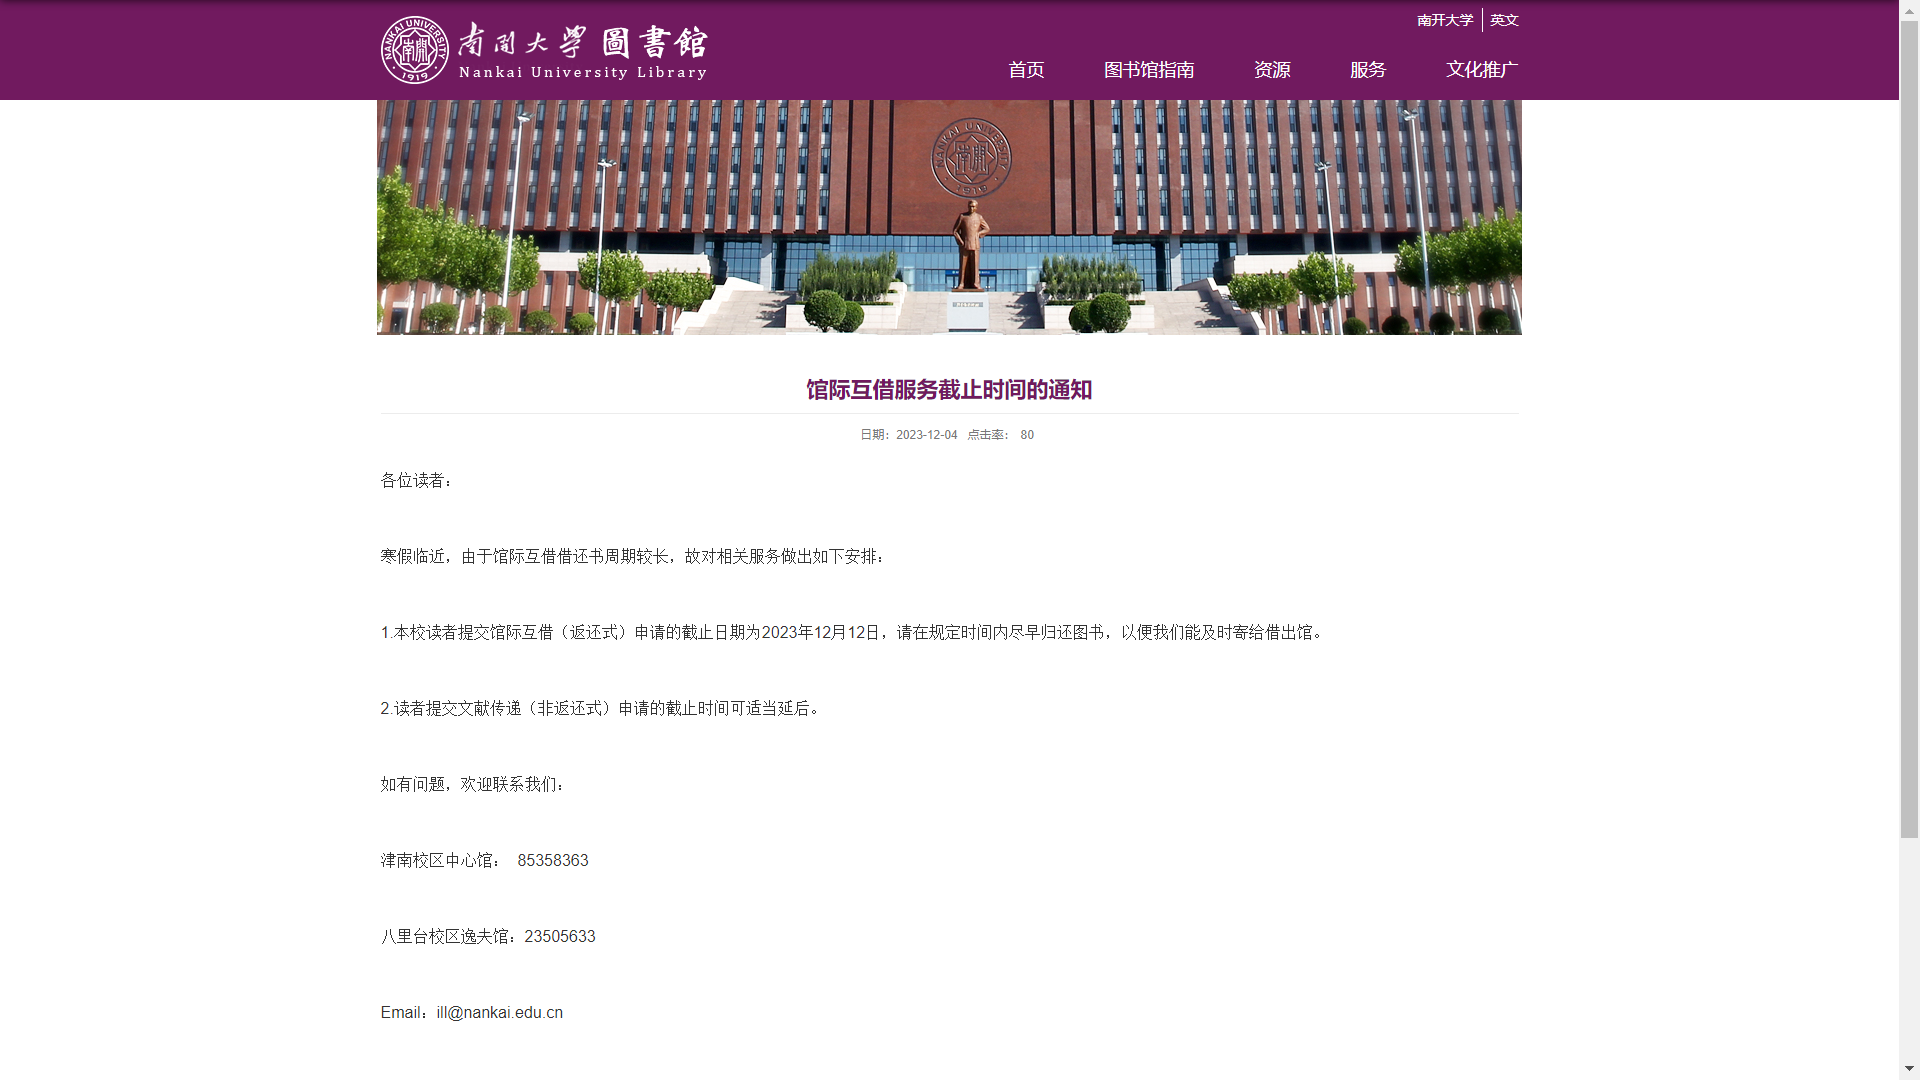 南开大学 英文
NANKAI UNIVERSITY 1919
南開大學 圖書館
Nankai University Library
首页 图书馆指南 资源 服务 文化推广
NANKAI UNIVERSITY
南開
1919
馆际互借服务截止时间的通知
日期：2023-12-04 点击率： 80
各位读者：
寒假临近，由于馆际互借借还书周期较长，故对相关服务做出如下安排：
1.本校读者提交馆际互借（返还式）申请的截止日期为2023年12月12日，请在规定时间内尽早归还图书，以便我们能及时寄给借出馆。
2.读者提交文献传递（非返还式）申请的截止时间可适当延后。
如有问题，欢迎联系我们：
津南校区中心馆： 85358363
八里台校区逸夫馆：23505633
Email：ill@nankai.edu.cn